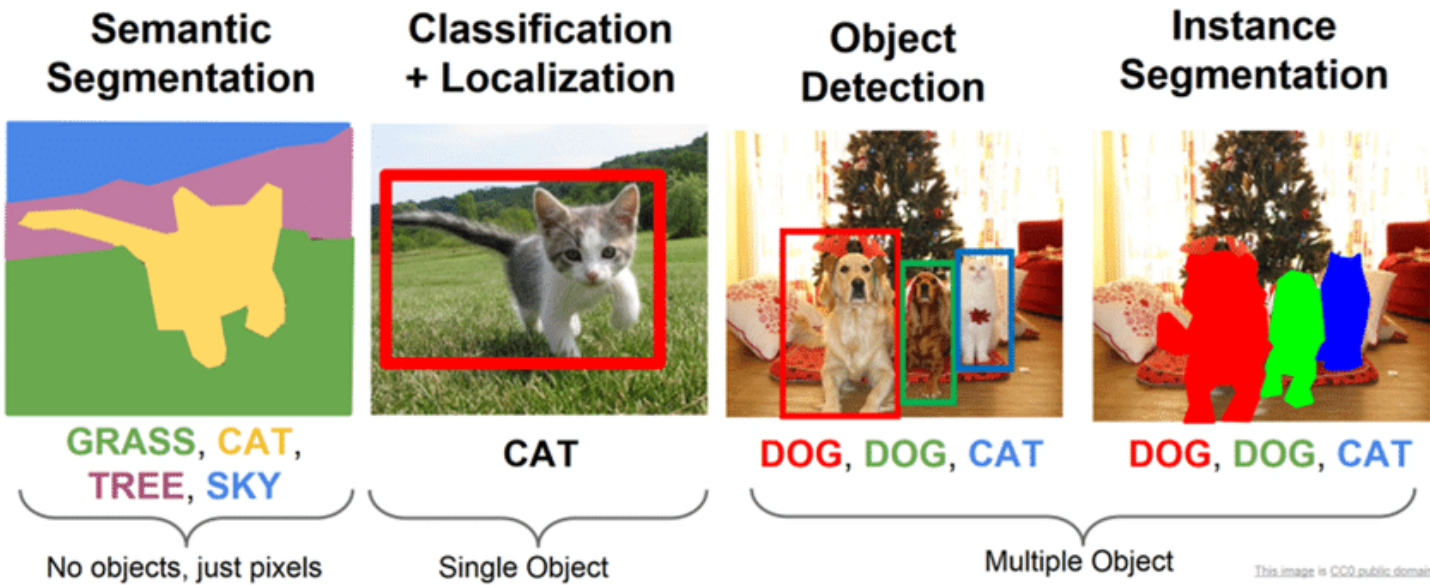 Semantic
Segmentation
Classification
+ Localization
Object
Detection
Instance
Segmentation
GRASS, CAT,
TREE, SKY
CAT
DOG, DOG, CAT
DOG, DOG, CAT
No objects, just pixels
Single Object
Multiple Object
This image is CC0 public domain